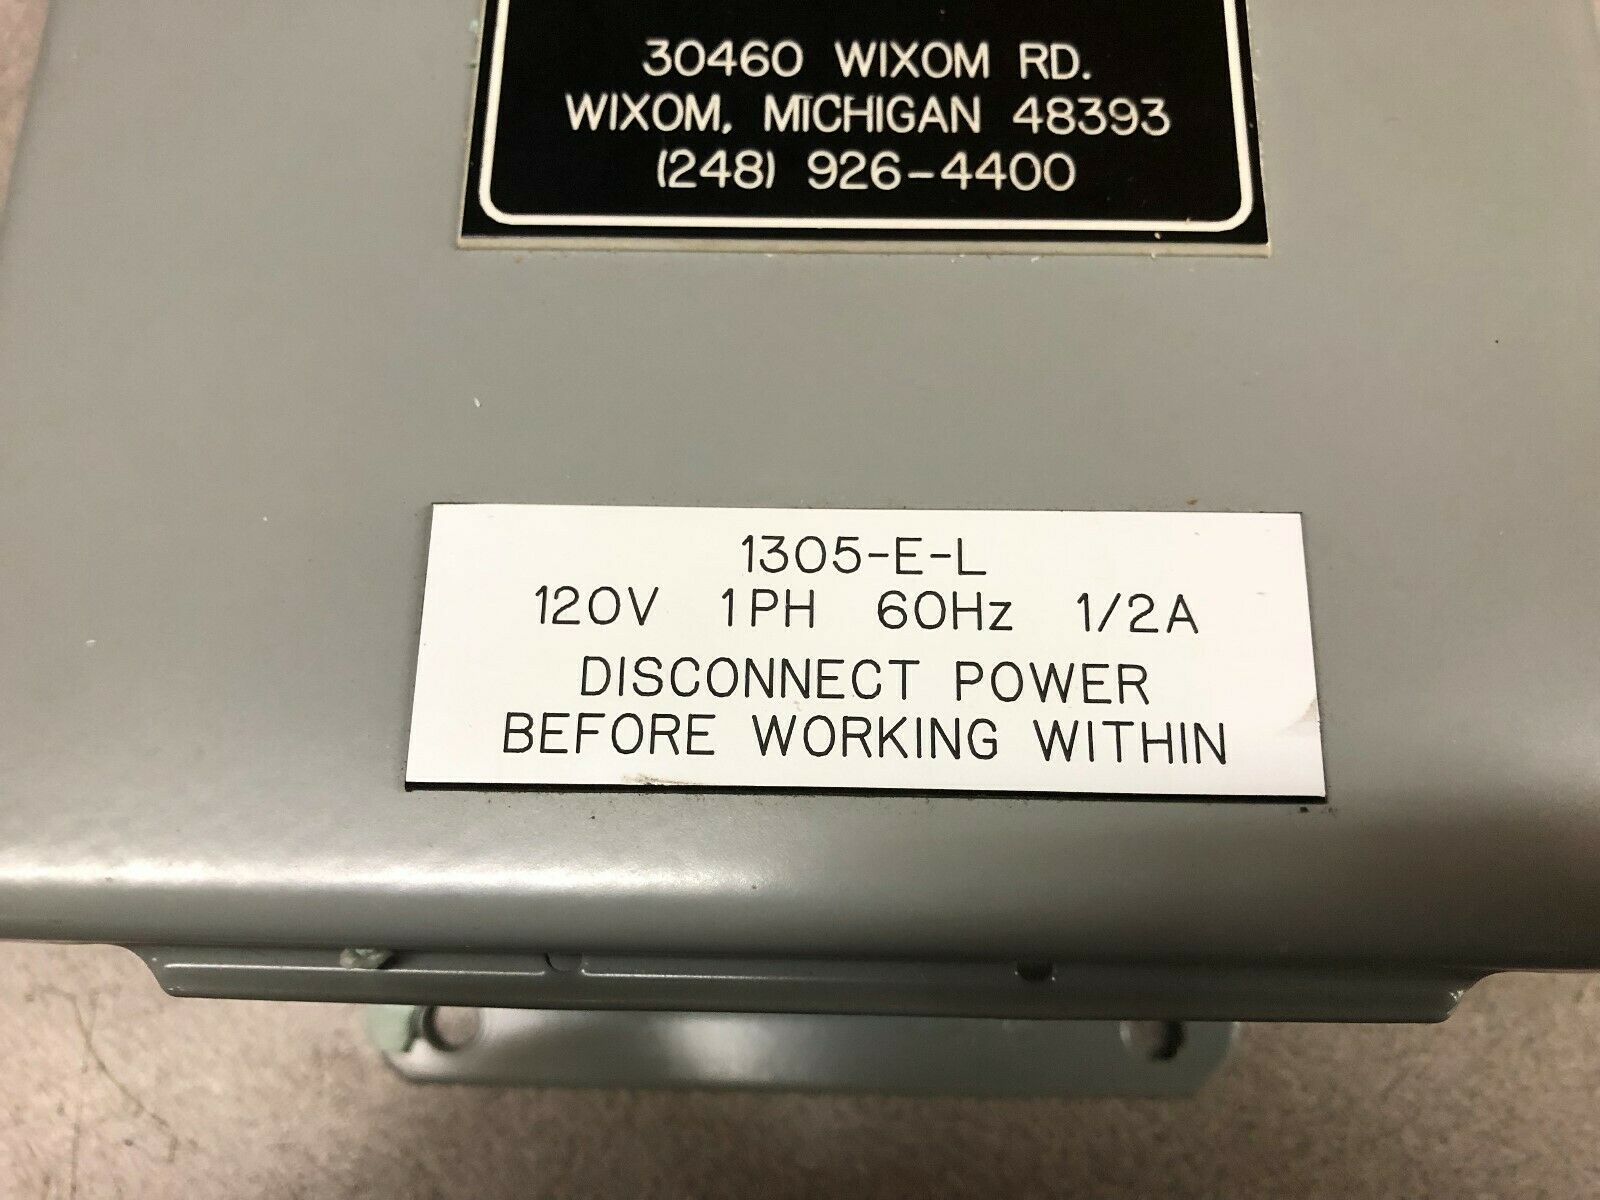 30460 WIXOM RD.
WIXOM, MICHIGAN 48393
(248) 926-4400
1305-E-L
120V 1PH 60Hz 1/2A
DISCONNECT POWER
BEFORE WORKING WITHIN